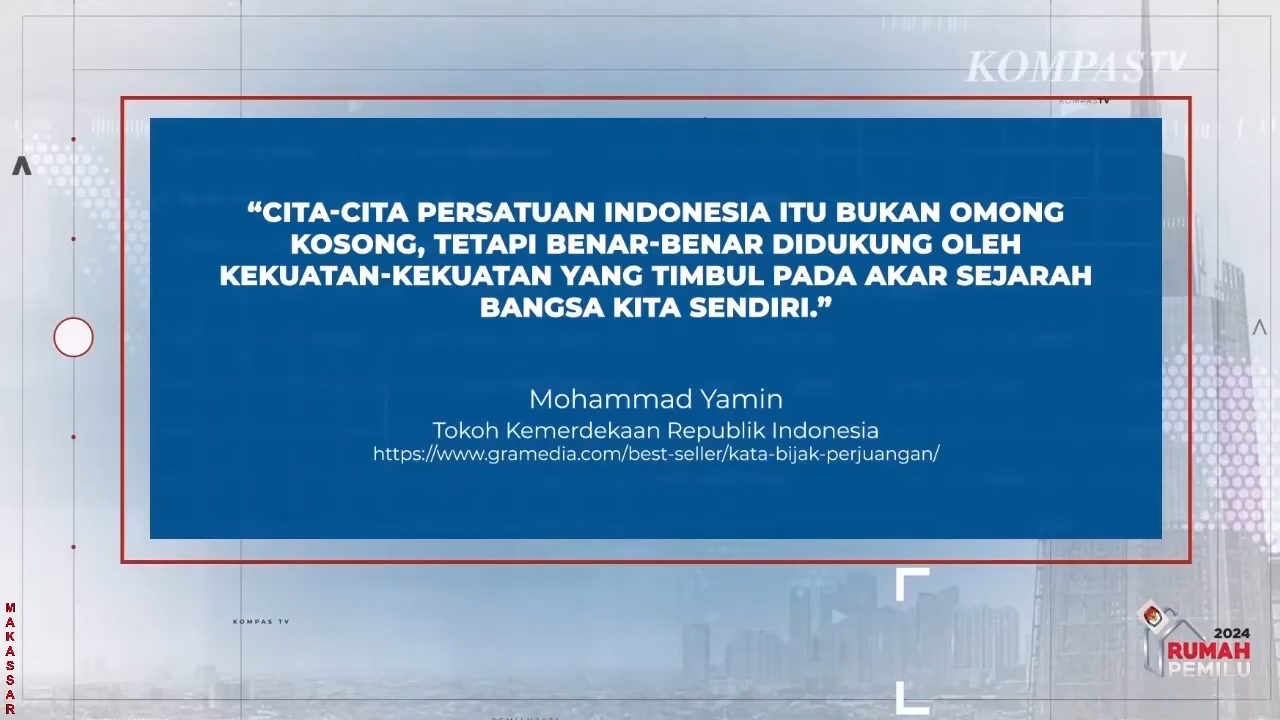 KOMPASTV
KOMPASTV
“CITA-CITA PERSATUAN INDONESIA ITU BUKAN OMONG
KOSONG, TETAPI BENAR-BENAR DIDUKUNG OLEH
KEKUATAN-KEKUATAN YANG TIMBUL PADA AKAR SEJARAH
BANGSA KITA SENDIRI.”
Mohammad Yamin
Tokoh Kemerdekaan Republik Indonesia
https://www.gramedia.com/best-seller/kata-bijak-perjuangan/
MAKASSAR
KOMPAS TV
2024
RUMAH
PEMILU